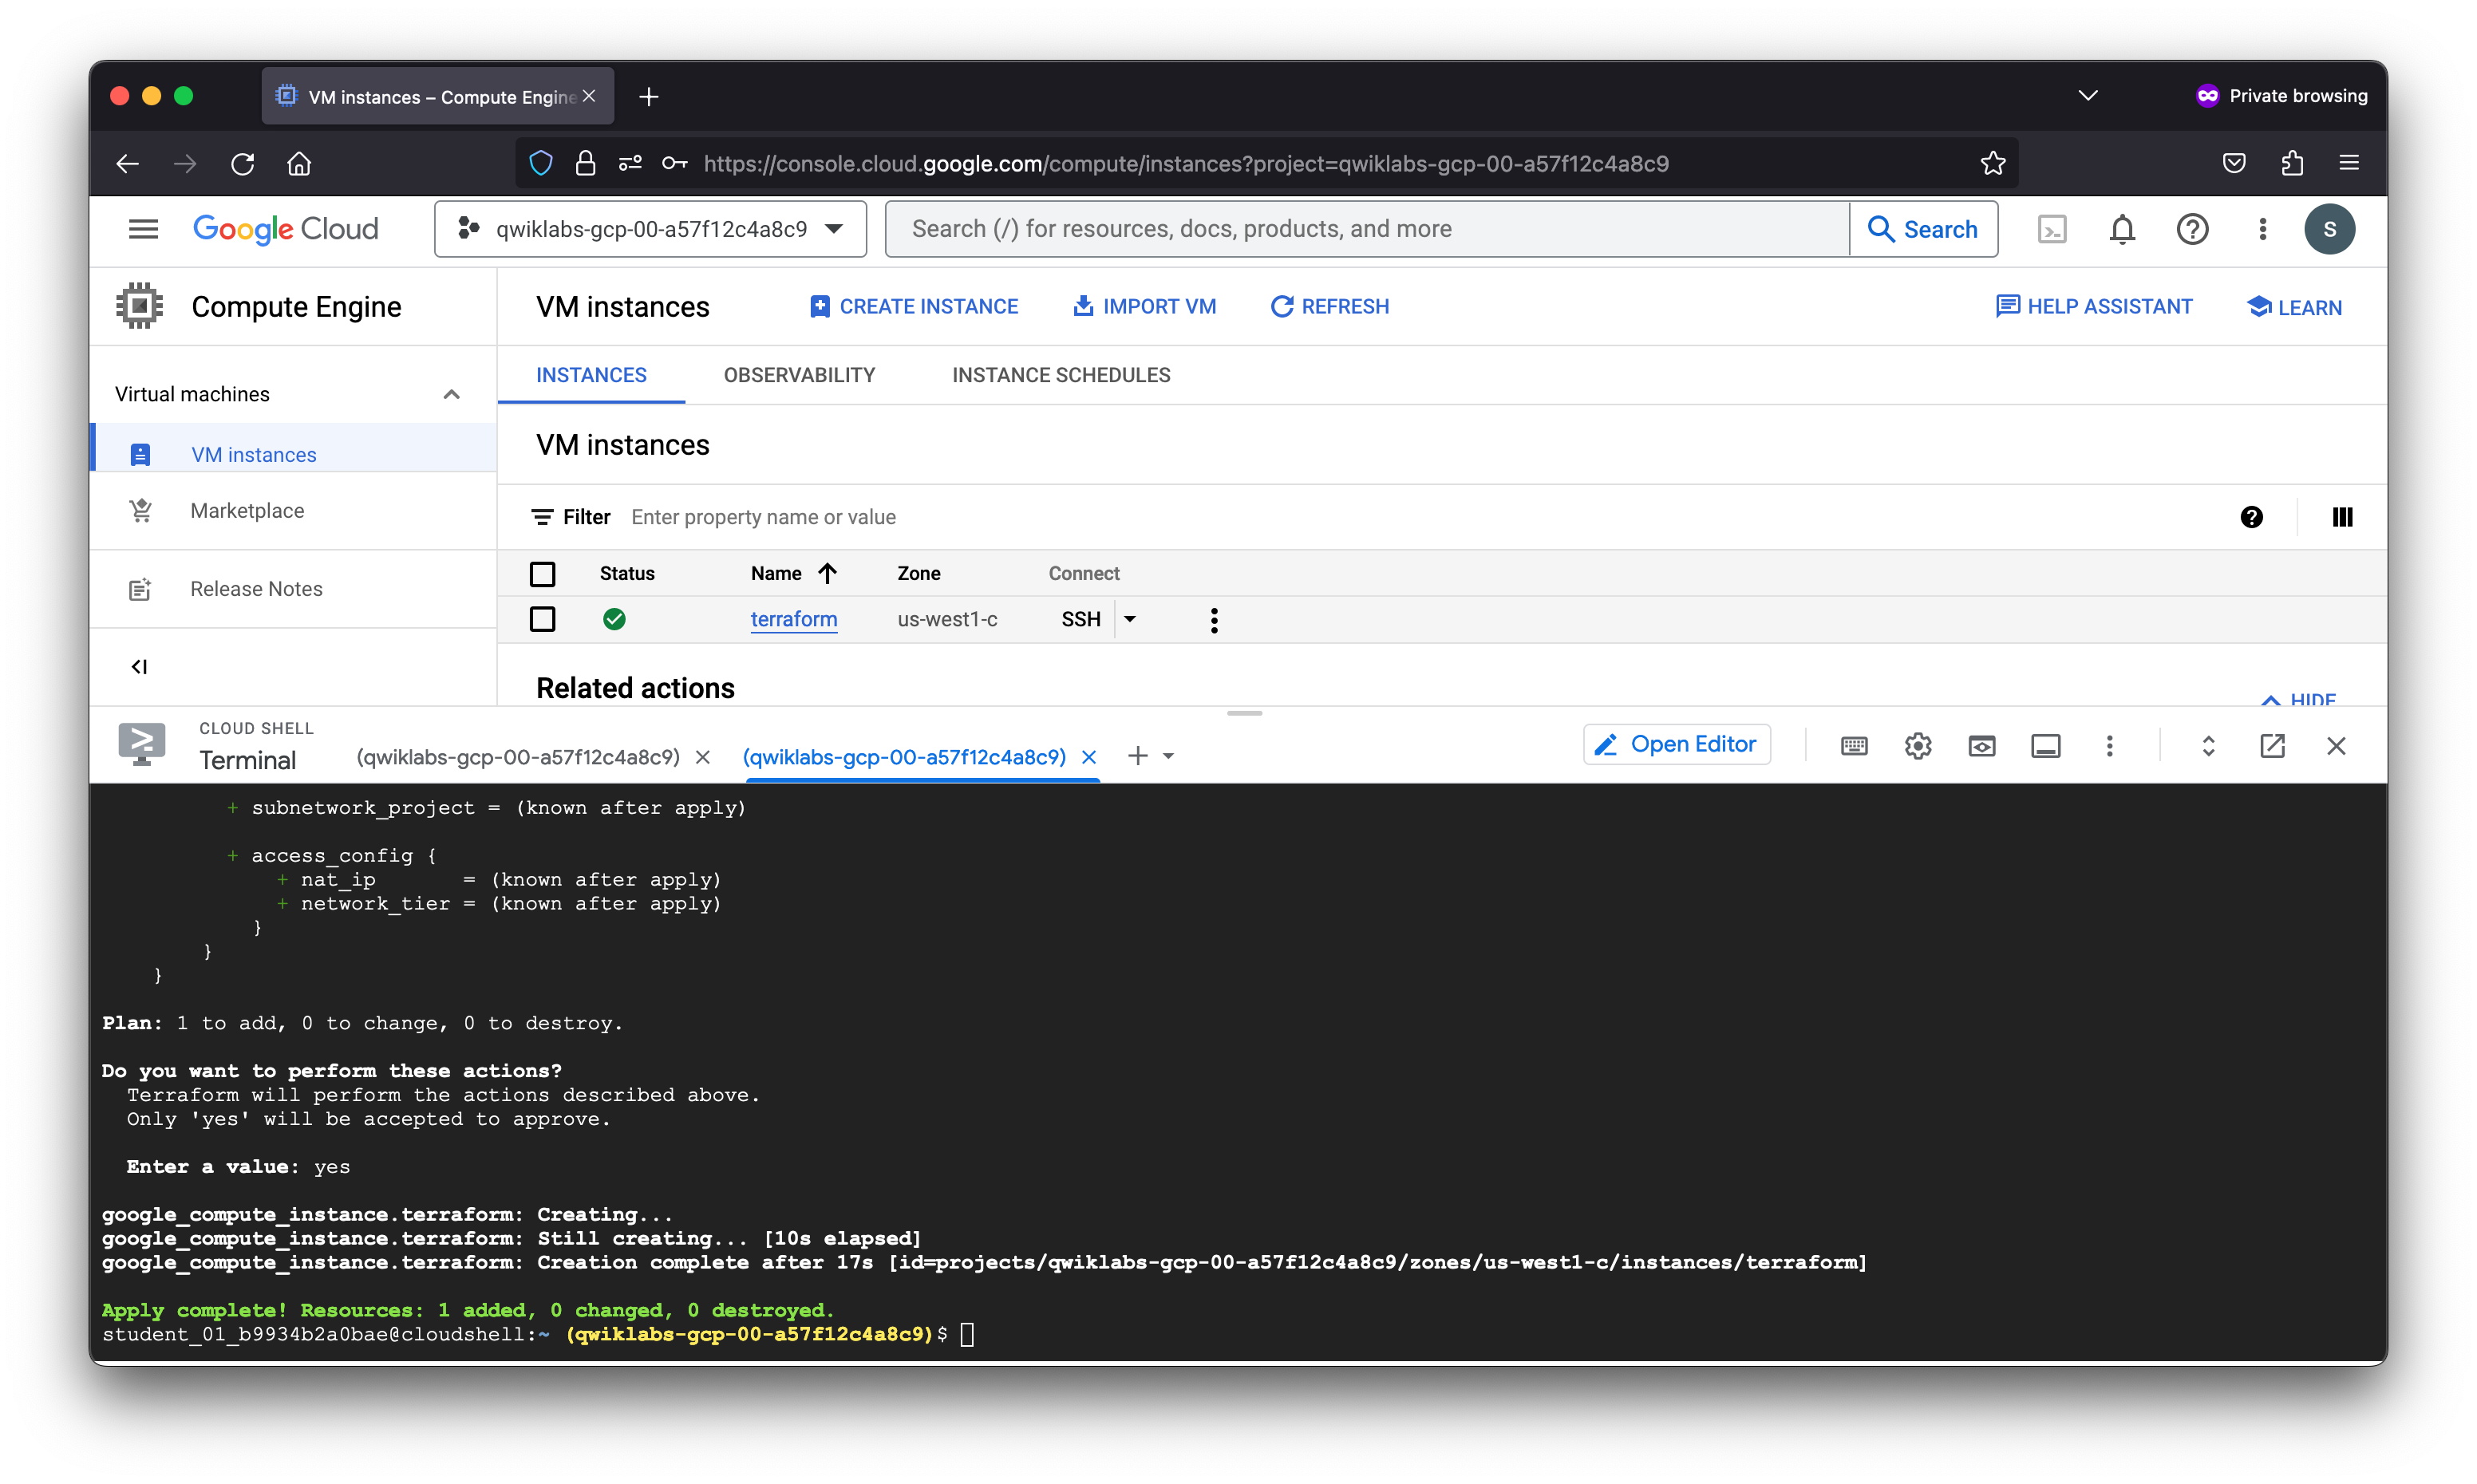 VM instances – Compute Engine
Private browsing
https://console.cloud.google.com/compute/instances?project=qwiklabs-gcp-00-a57f12c4a8c9
Google Cloud
qwiklabs-gcp-00-a57f12c4a8c9
Search (/) for resources, docs, products, and more
Search
S
Compute Engine
VM instances
CREATE INSTANCE
IMPORT VM
REFRESH
HELP ASSISTANT
LEARN
Virtual machines
VM instances
Marketplace
Release Notes
INSTANCES
OBSERVABILITY
INSTANCE SCHEDULES
VM instances
Filter Enter property name or value
Status Name Zone Connect
terraform us-west1-c SSH
Related actions
HIDE
CLOUD SHELL
Terminal
(qwiklabs-gcp-00-a57f12c4a8c9)
(qwiklabs-gcp-00-a57f12c4a8c9)
Open Editor
+ subnetwork_project = (known after apply)
+ access_config {
+ nat_ip       = (known after apply)
+ network_tier = (known after apply)
}
}
}
Plan: 1 to add, 0 to change, 0 to destroy.
Do you want to perform these actions?
Terraform will perform the actions described above.
Only 'yes' will be accepted to approve.
Enter a value: yes
google_compute_instance.terraform: Creating...
google_compute_instance.terraform: Still creating... [10s elapsed]
google_compute_instance.terraform: Creation complete after 17s [id=projects/qwiklabs-gcp-00-a57f12c4a8c9/zones/us-west1-c/instances/terraform]
Apply complete! Resources: 1 added, 0 changed, 0 destroyed.
student_01_b9934b2a0bae@cloudshell:~ (qwiklabs-gcp-00-a57f12c4a8c9)$